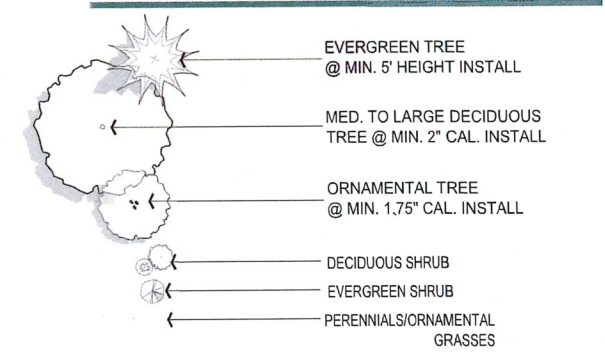 EVERGREEN TREE
@ MIN. 5' HEIGHT INSTALL
MED. TO LARGE DECIDUOUS
TREE @ MIN. 2" CAL. INSTALL
ORNAMENTAL TREE
@ MIN. 1.75" CAL. INSTALL
DECIDUOUS SHRUB
EVERGREEN SHRUB
PERENNIALS/ORNAMENTAL
GRASSES